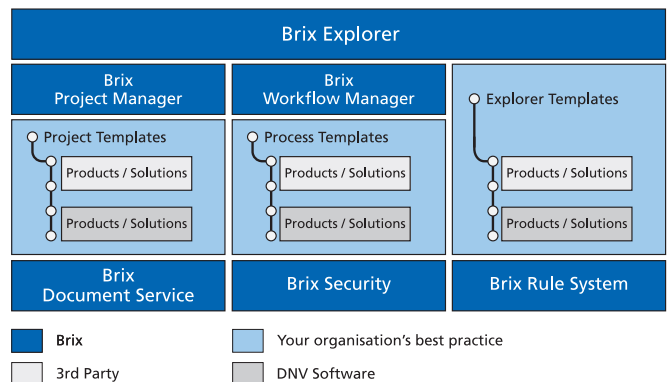 Brix Explorer
Brix
Project Manager
Brix
Workflow Manager
Explorer Templates
Project Templates
Process Templates
Products / Solutions
Products / Solutions
Products / Solutions
Products / Solutions
Products / Solutions
Products / Solutions
Brix
Document Service
Brix Security
Brix Rule System
Brix
Your organisation’s best practice
3rd Party
DNV Software